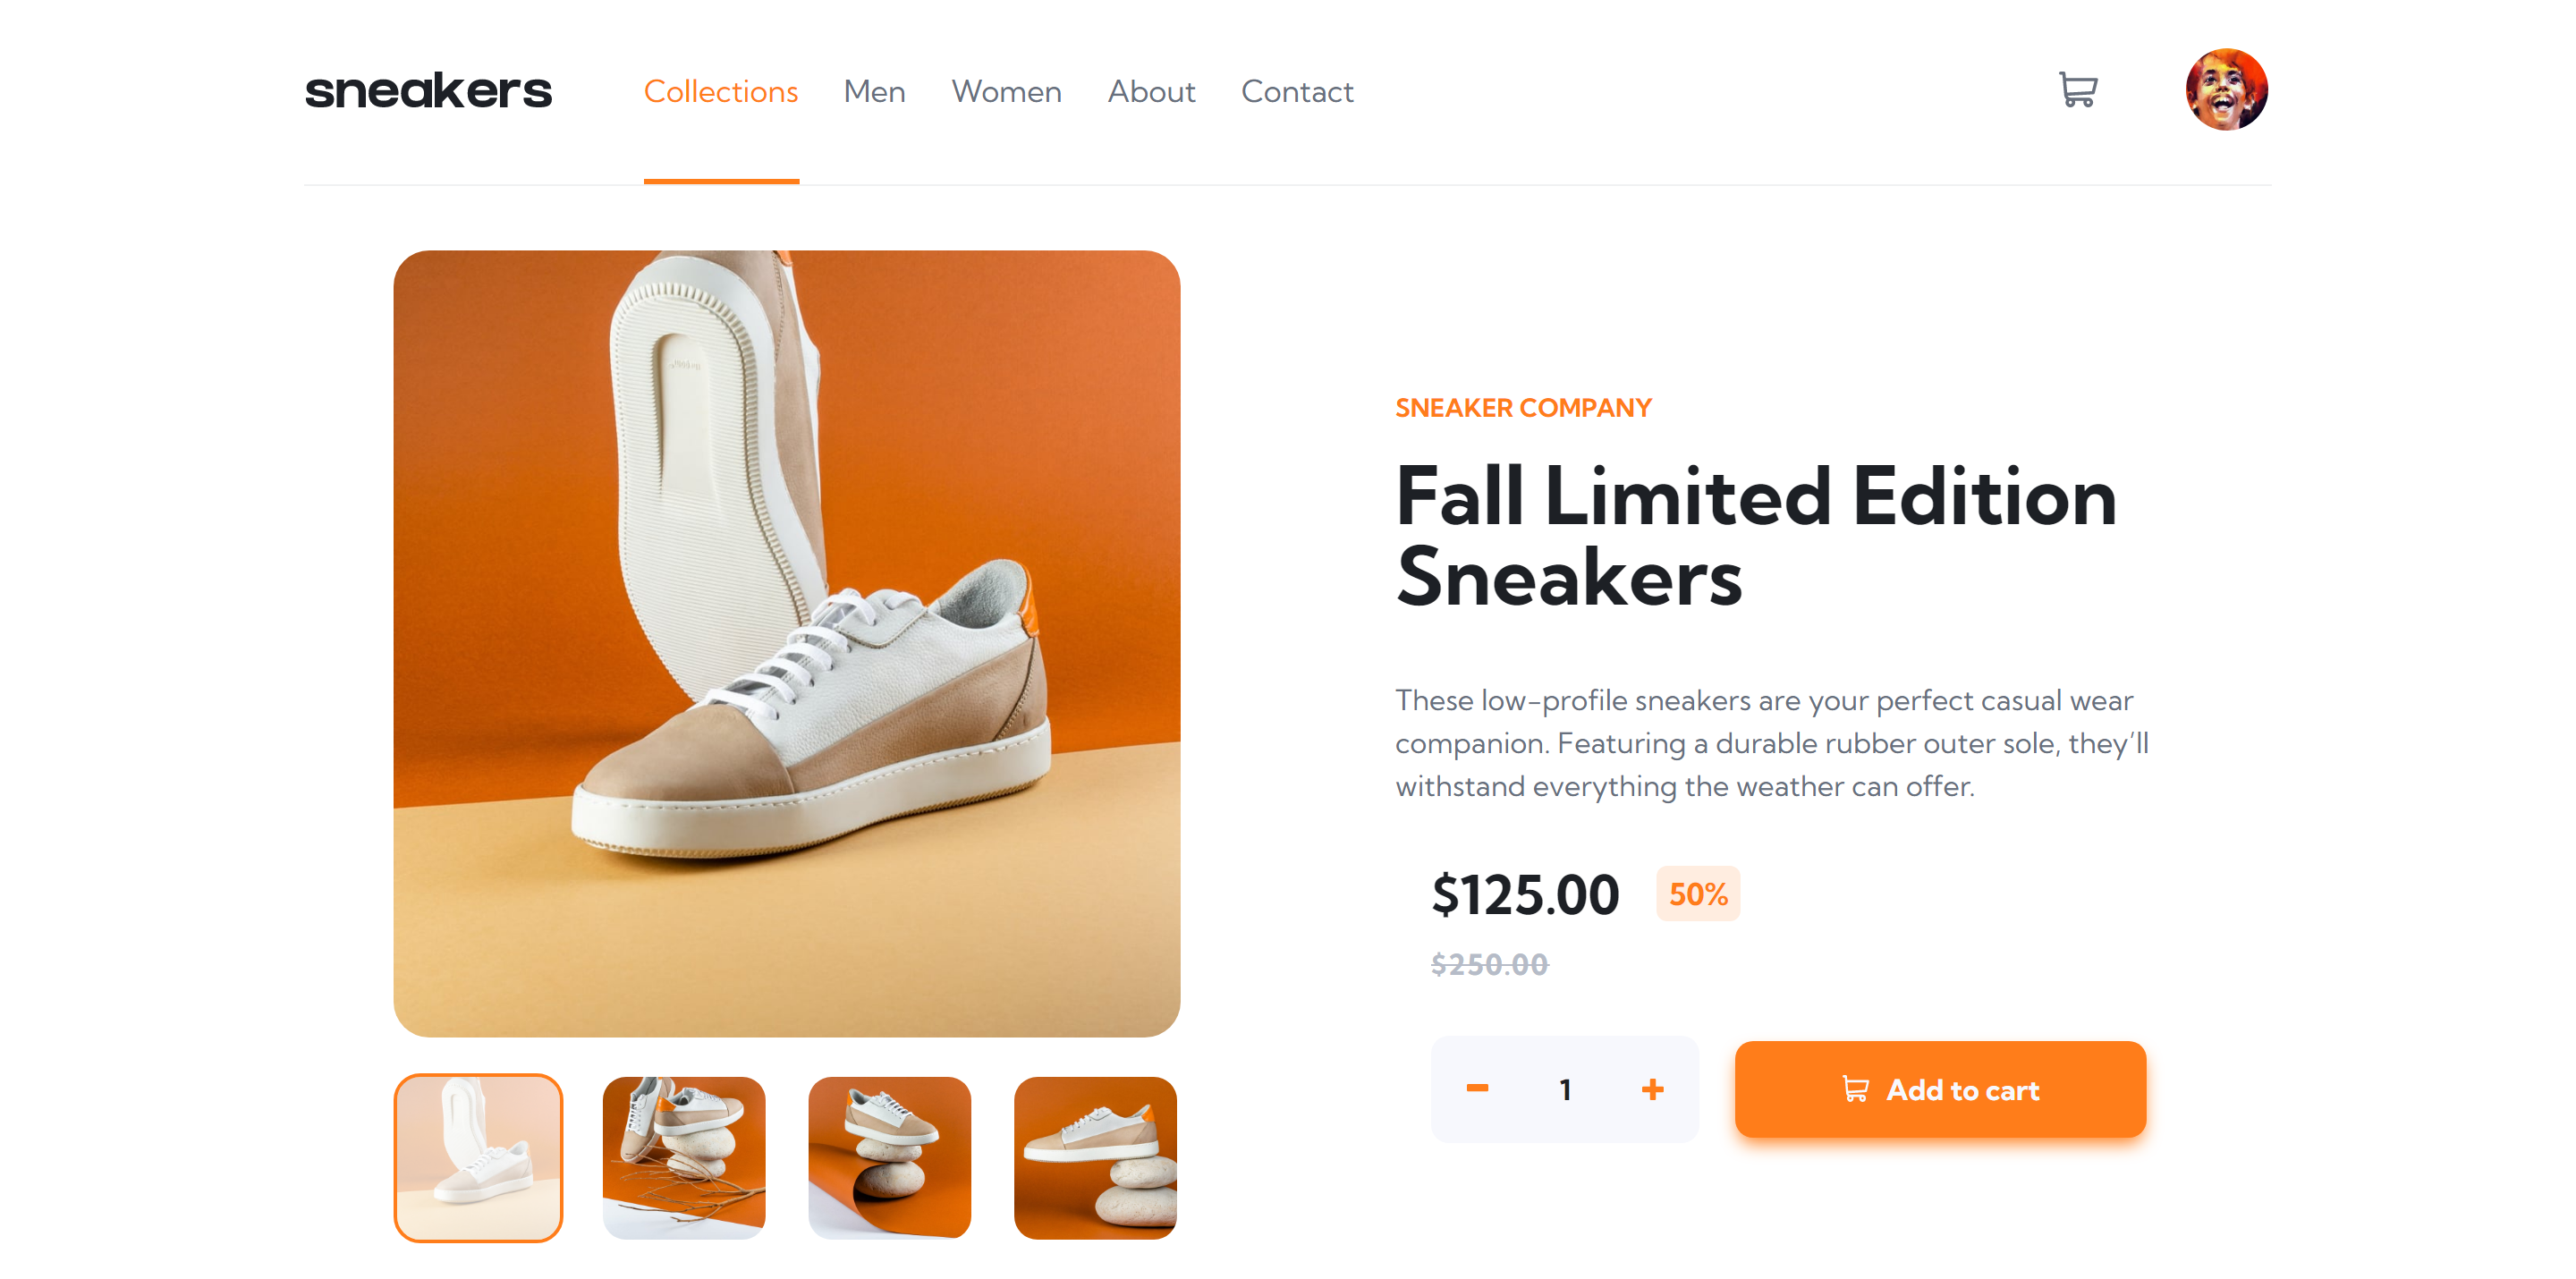 sneakers
Collections Men Women About Contact
SNEAKER COMPANY
Fall Limited Edition
Sneakers
These low-profile sneakers are your perfect casual wear
companion. Featuring a durable rubber outer sole, they’ll
withstand everything the weather can offer.
$125.00 50%
$250.00
1
Add to cart